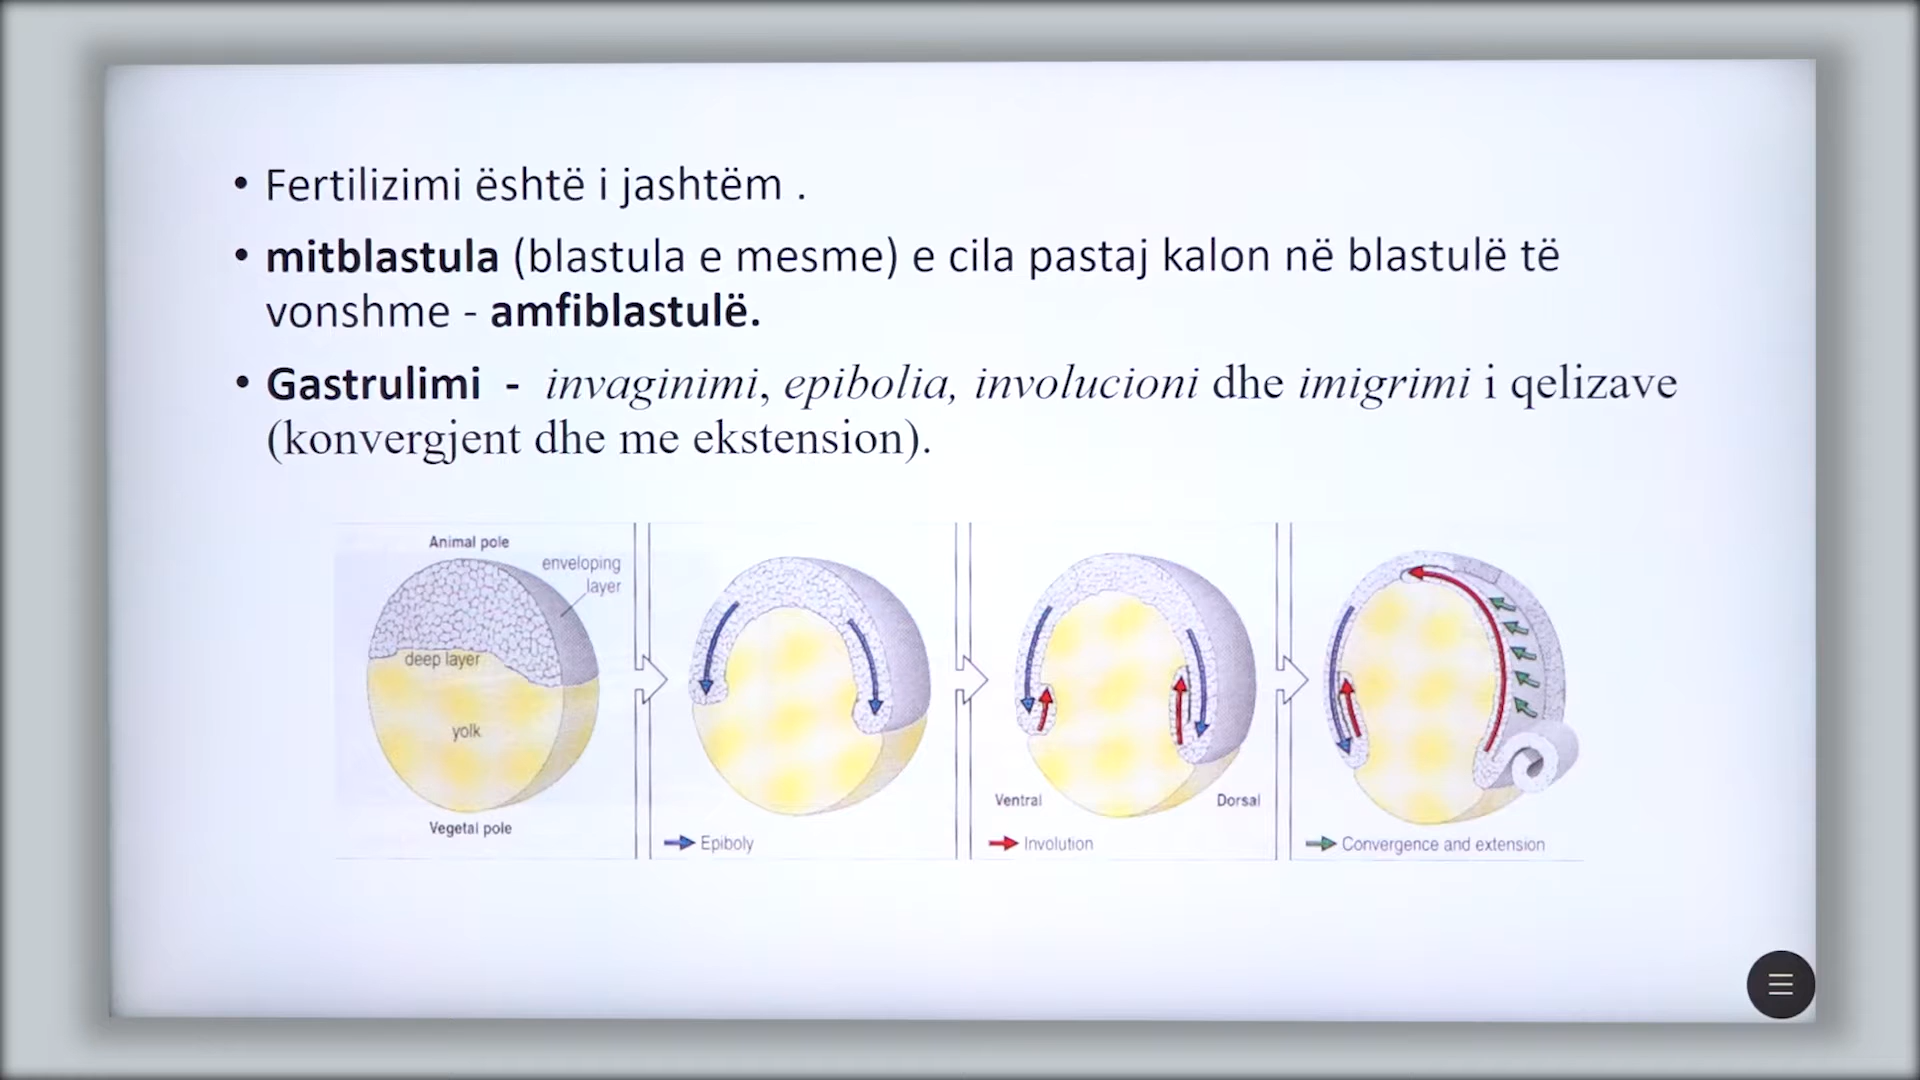 • Fertilizimi është i jashtëm .
• mitblastula (blastula e mesme) e cila pastaj kalon në blastulë të
vonshme - amfiblastulë.
• Gastrulimi - invaginimi, epibolia, involucioni dhe imigrimi i qelizave
(konvergjent dhe me ekstension).
Animal pole
enveloping
layer
deep layer
yolk
Vegetal pole
Epiboly
Ventral
Dorsal
Involution
Convergence and extension